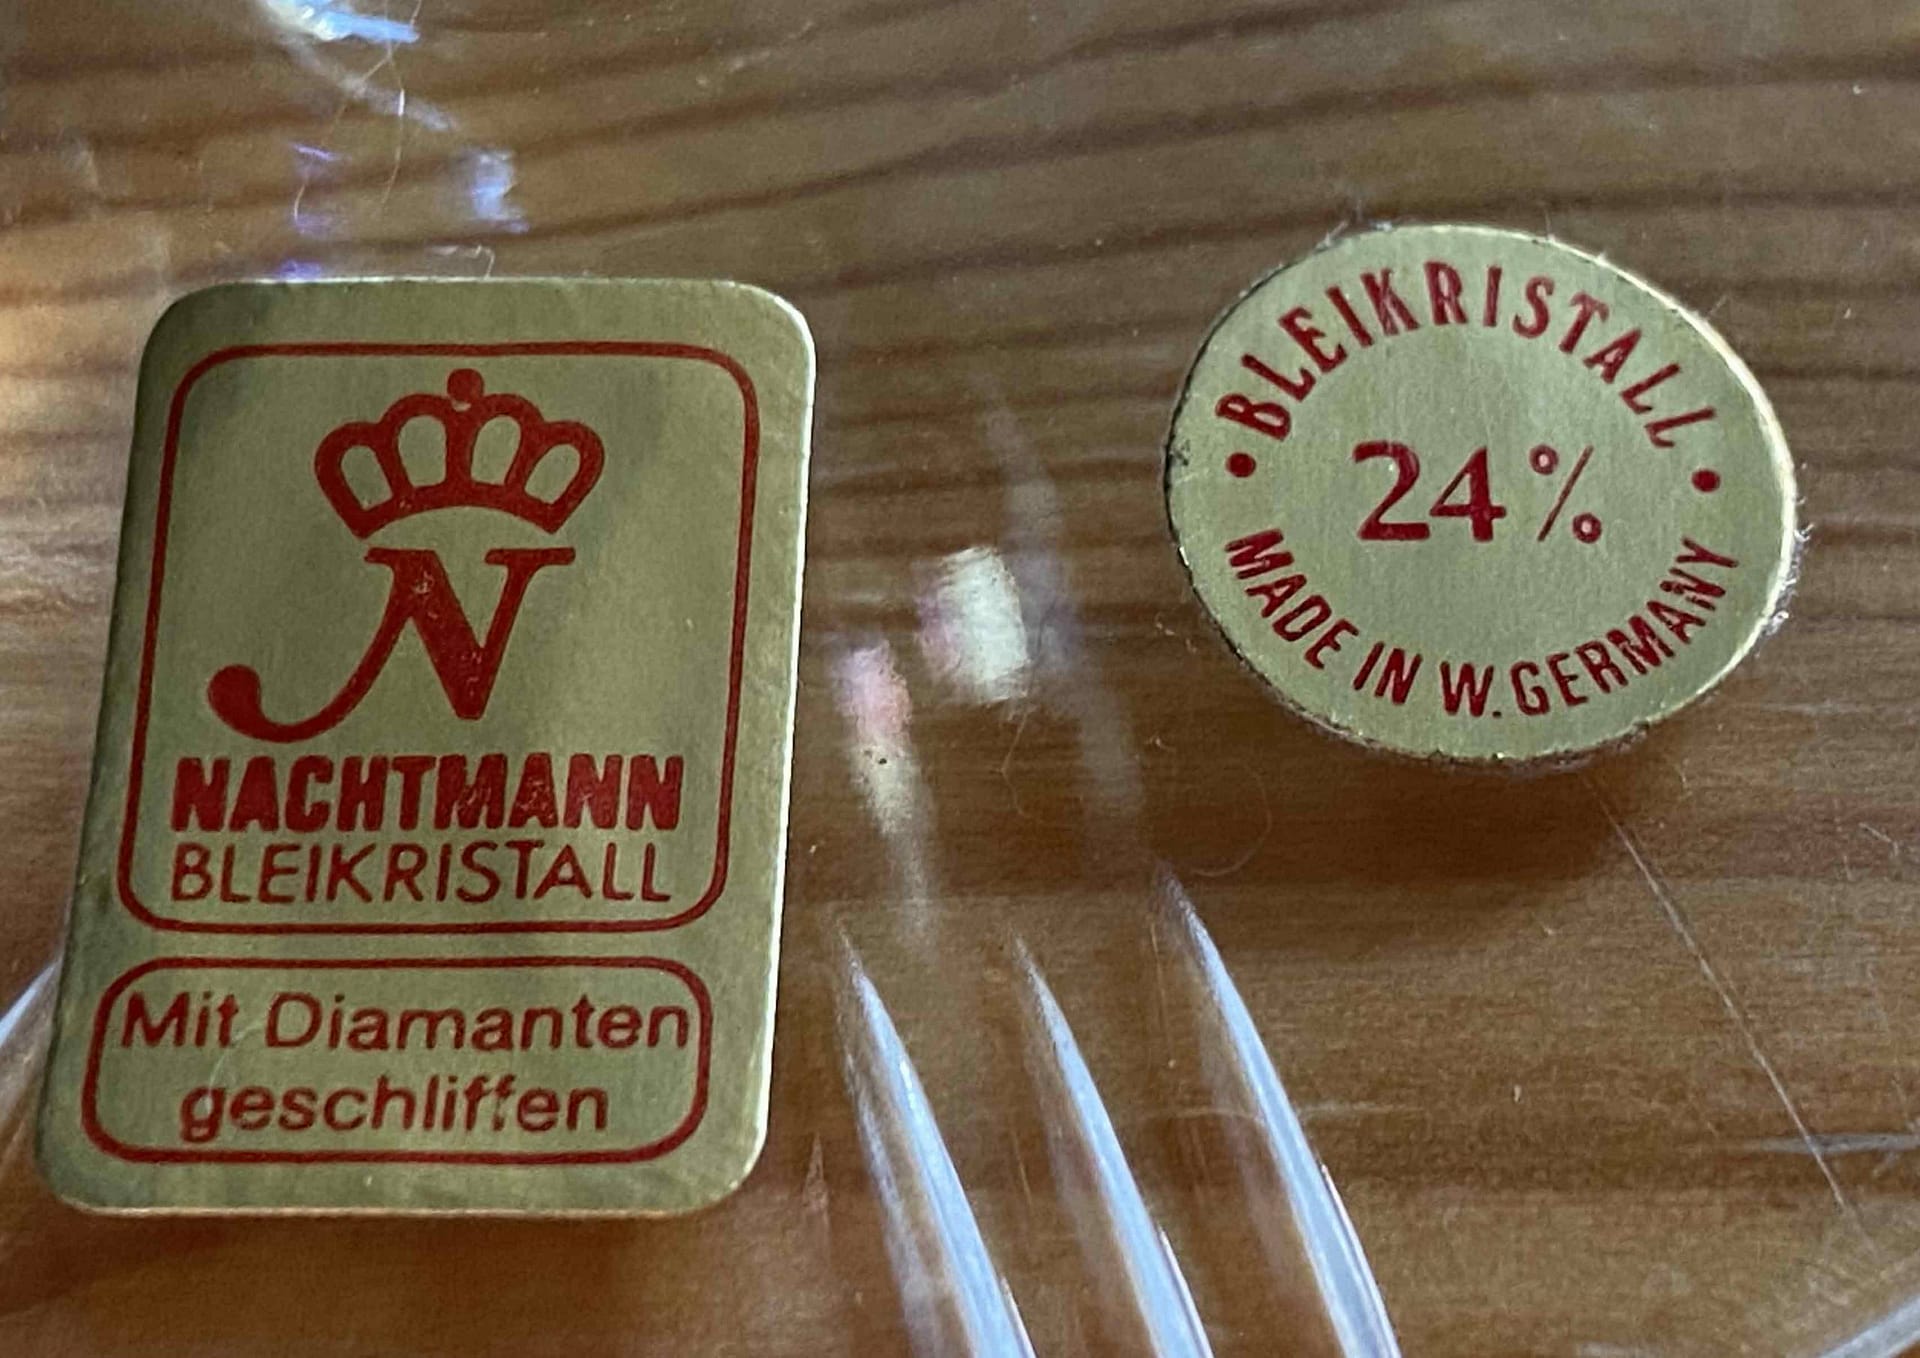 N
NACHTMANN
BLEIKRISTALL
Mit Diamanten
geschliffen
• BLEIKRISTALL •
24%
MADE IN W. GERMANY